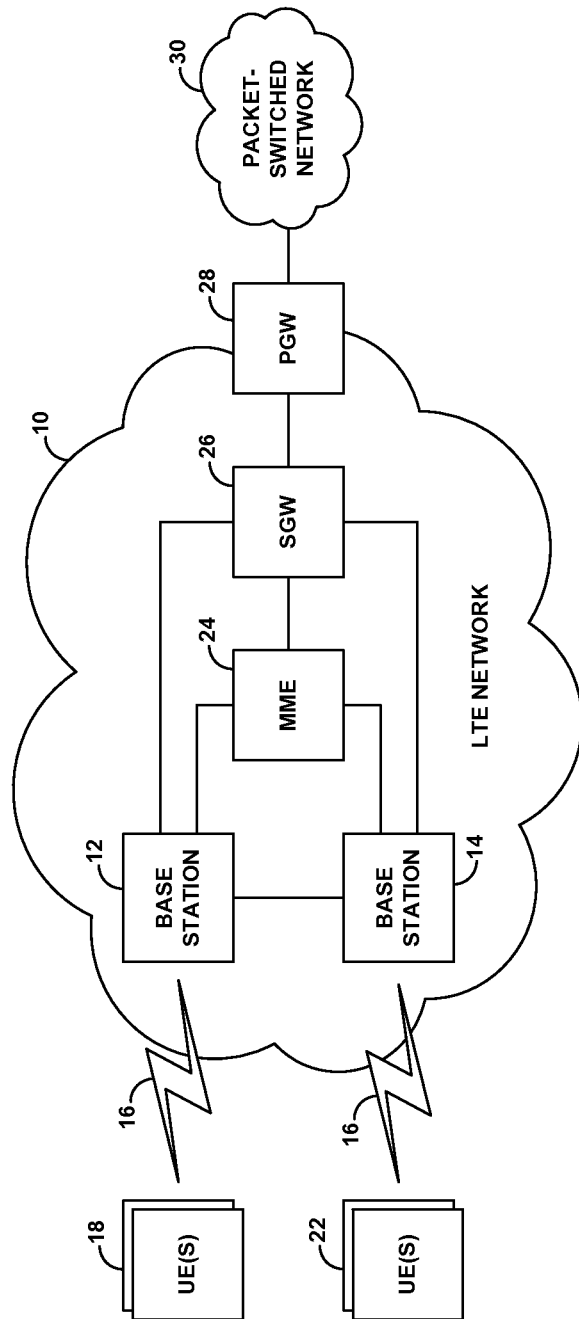 18
UE(S)
16
12
BASE
STATION
10
24
MME
26
SGW
28
PGW
30
PACKET-
SWITCHED
NETWORK
22
UE(S)
16
BASE
STATION
14
LTE NETWORK